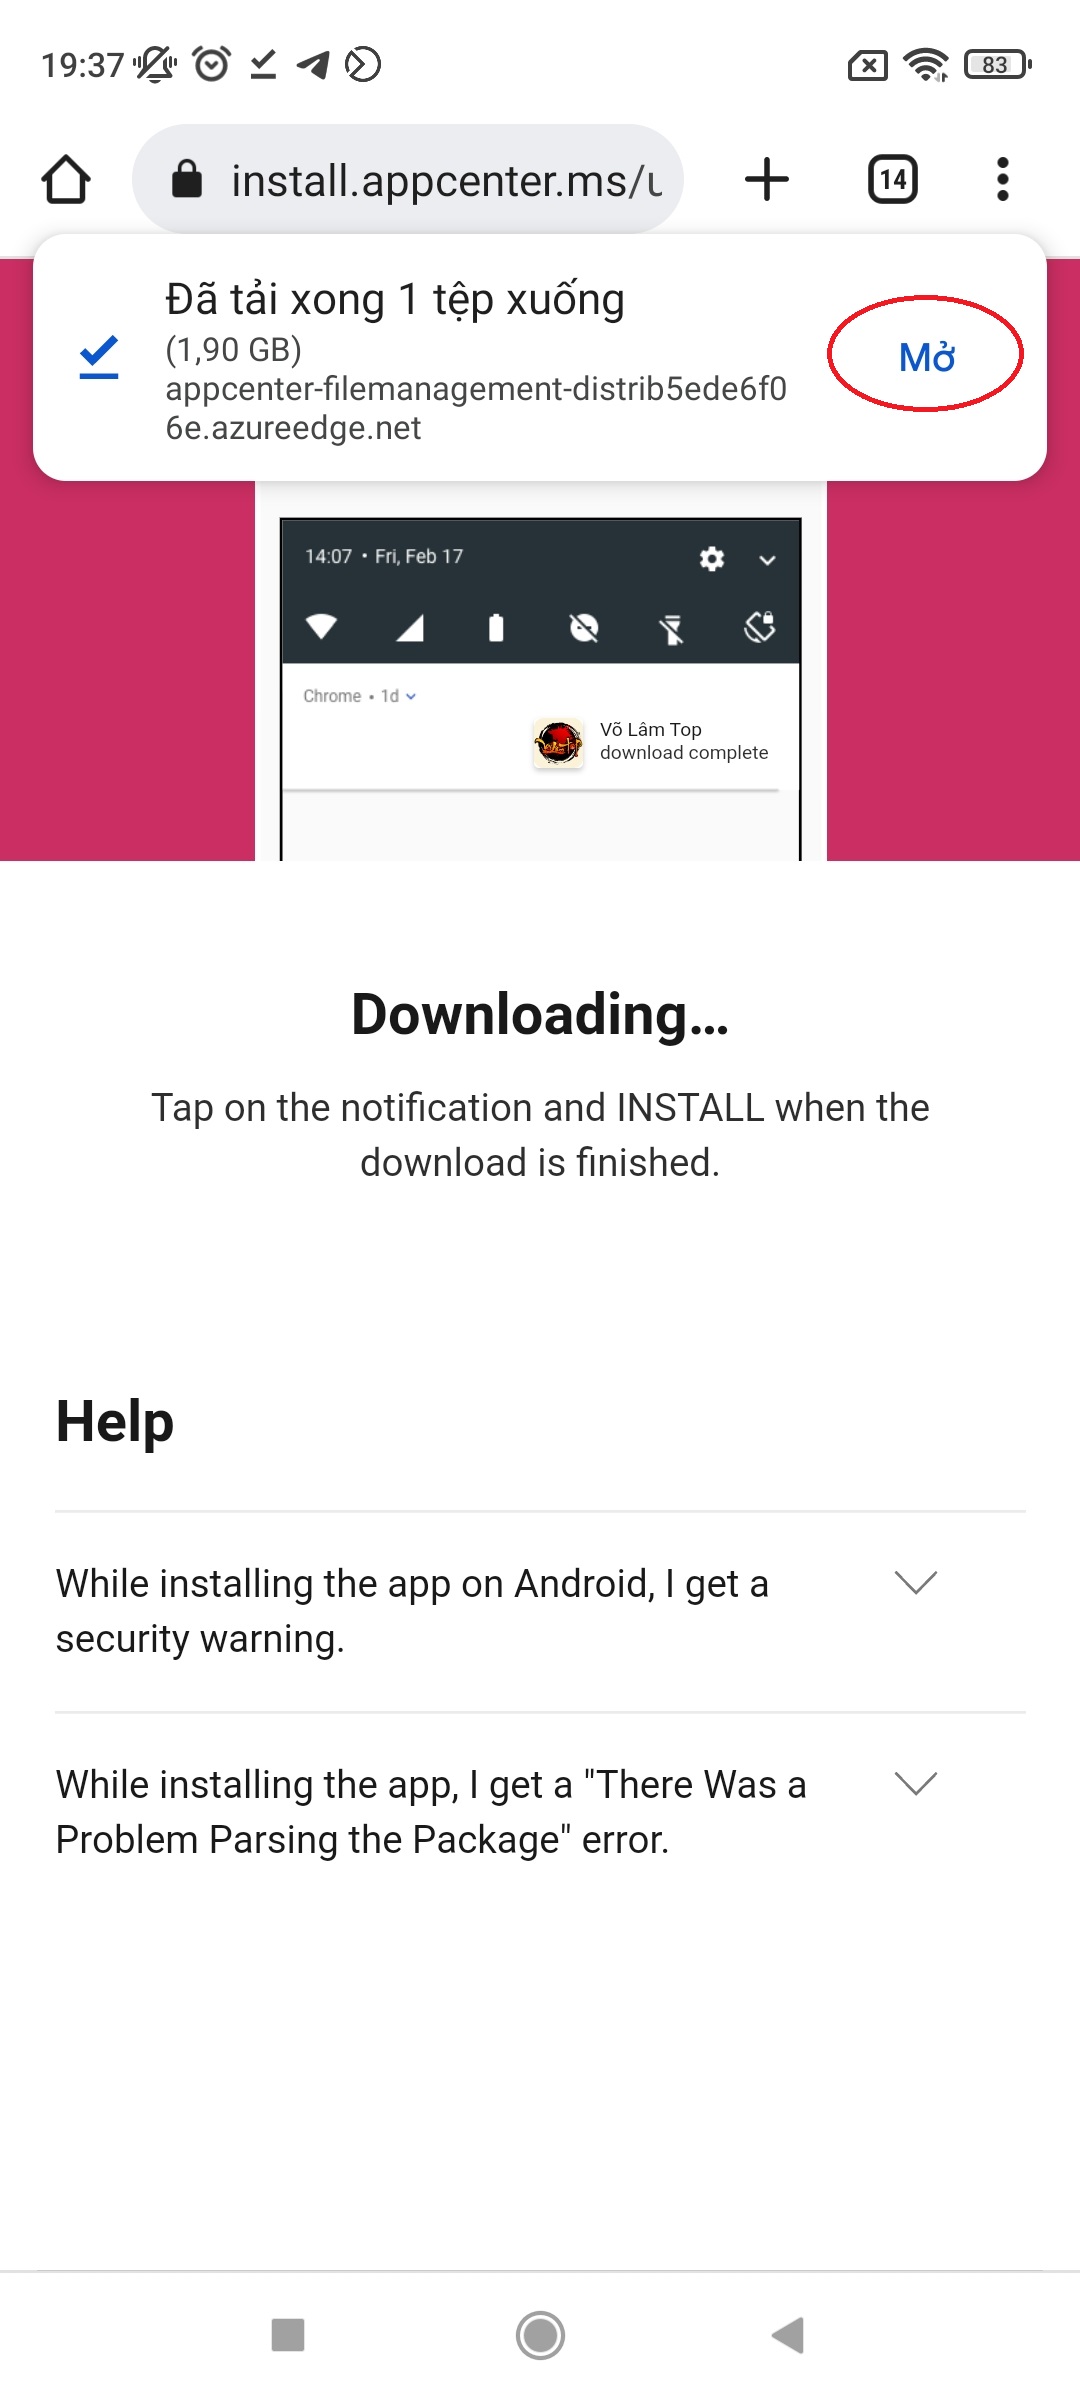 19:37
83
install.appcenter.ms/u
14
Đã tải xong 1 tệp xuống
(1,90 GB)
appcenter-filemanagement-distrib5ede6f0
6e.azureedge.net
Mở
14:07 • Fri, Feb 17
Chrome • 1d
Võ Lâm Top
download complete
Downloading...
Tap on the notification and INSTALL when the
download is finished.
Help
While installing the app on Android, I get a
security warning.
While installing the app, I get a "There Was a
Problem Parsing the Package" error.